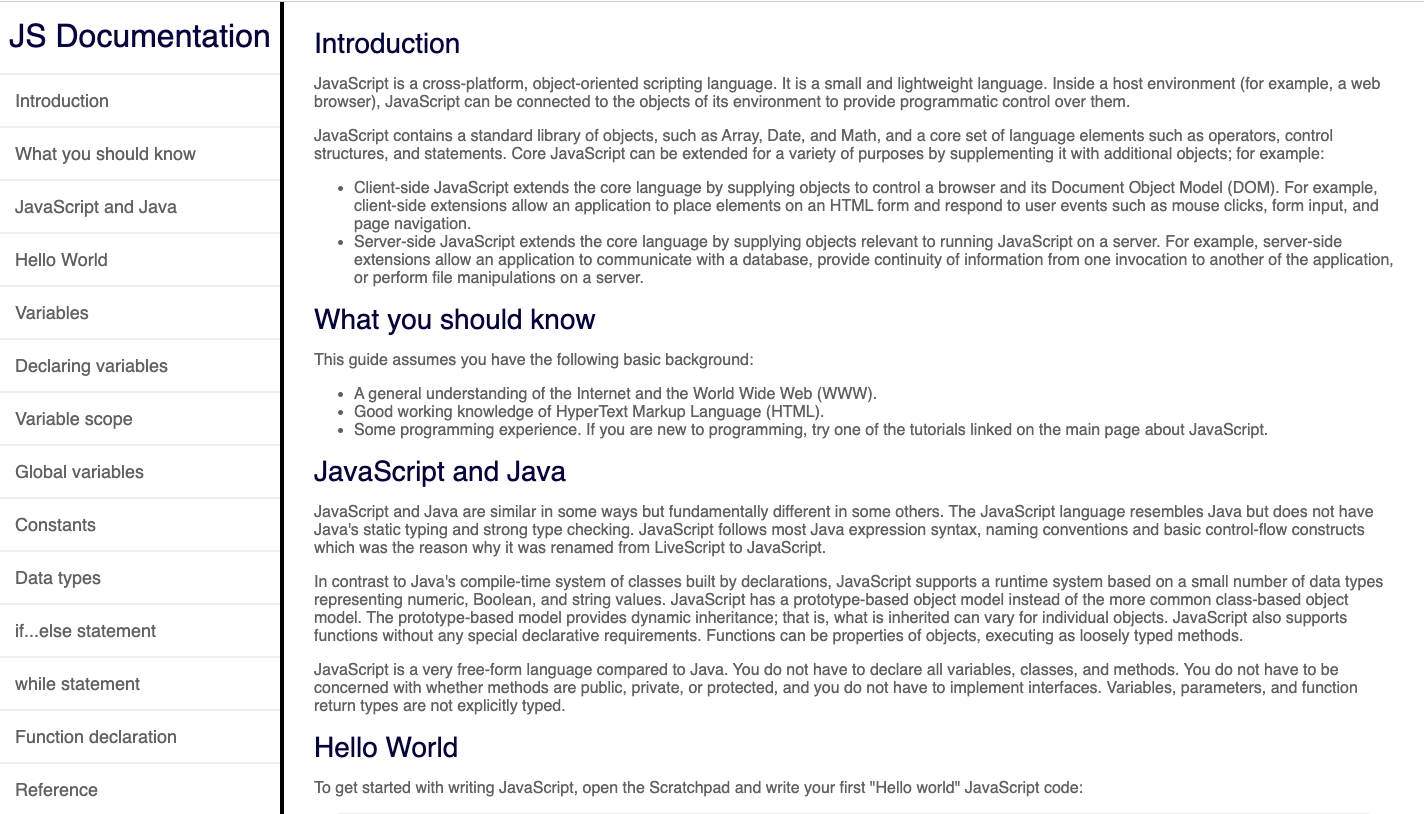 JS Documentation
Introduction
What you should know
JavaScript and Java
Hello World
Variables
Declaring variables
Variable scope
Global variables
Constants
Data types
if...else statement
while statement
Function declaration
Reference
Introduction
JavaScript is a cross-platform, object-oriented scripting language. It is a small and lightweight language. Inside a host environment (for example, a web
browser), JavaScript can be connected to the objects of its environment to provide programmatic control over them.
JavaScript contains a standard library of objects, such as Array, Date, and Math, and a core set of language elements such as operators, control
structures, and statements. Core JavaScript can be extended for a variety of purposes by supplementing it with additional objects; for example:
• Client-side JavaScript extends the core language by supplying objects to control a browser and its Document Object Model (DOM). For example,
client-side extensions allow an application to place elements on an HTML form and respond to user events such as mouse clicks, form input, and
page navigation.
• Server-side JavaScript extends the core language by supplying objects relevant to running JavaScript on a server. For example, server-side
extensions allow an application to communicate with a database, provide continuity of information from one invocation to another of the application,
or perform file manipulations on a server.
What you should know
This guide assumes you have the following basic background:
• A general understanding of the Internet and the World Wide Web (WWW).
• Good working knowledge of HyperText Markup Language (HTML).
• Some programming experience. If you are new to programming, try one of the tutorials linked on the main page about JavaScript.
JavaScript and Java
JavaScript and Java are similar in some ways but fundamentally different in some others. The JavaScript language resembles Java but does not have
Java's static typing and strong type checking. JavaScript follows most Java expression syntax, naming conventions and basic control-flow constructs
which was the reason why it was renamed from LiveScript to JavaScript.
In contrast to Java's compile-time system of classes built by declarations, JavaScript supports a runtime system based on a small number of data types
representing numeric, Boolean, and string values. JavaScript has a prototype-based object model instead of the more common class-based object
model. The prototype-based model provides dynamic inheritance; that is, what is inherited can vary for individual objects. JavaScript also supports
functions without any special declarative requirements. Functions can be properties of objects, executing as loosely typed methods.
JavaScript is a very free-form language compared to Java. You do not have to declare all variables, classes, and methods. You do not have to be
concerned with whether methods are public, private, or protected, and you do not have to implement interfaces. Variables, parameters, and function
return types are not explicitly typed.
Hello World
To get started with writing JavaScript, open the Scratchpad and write your first "Hello world" JavaScript code: